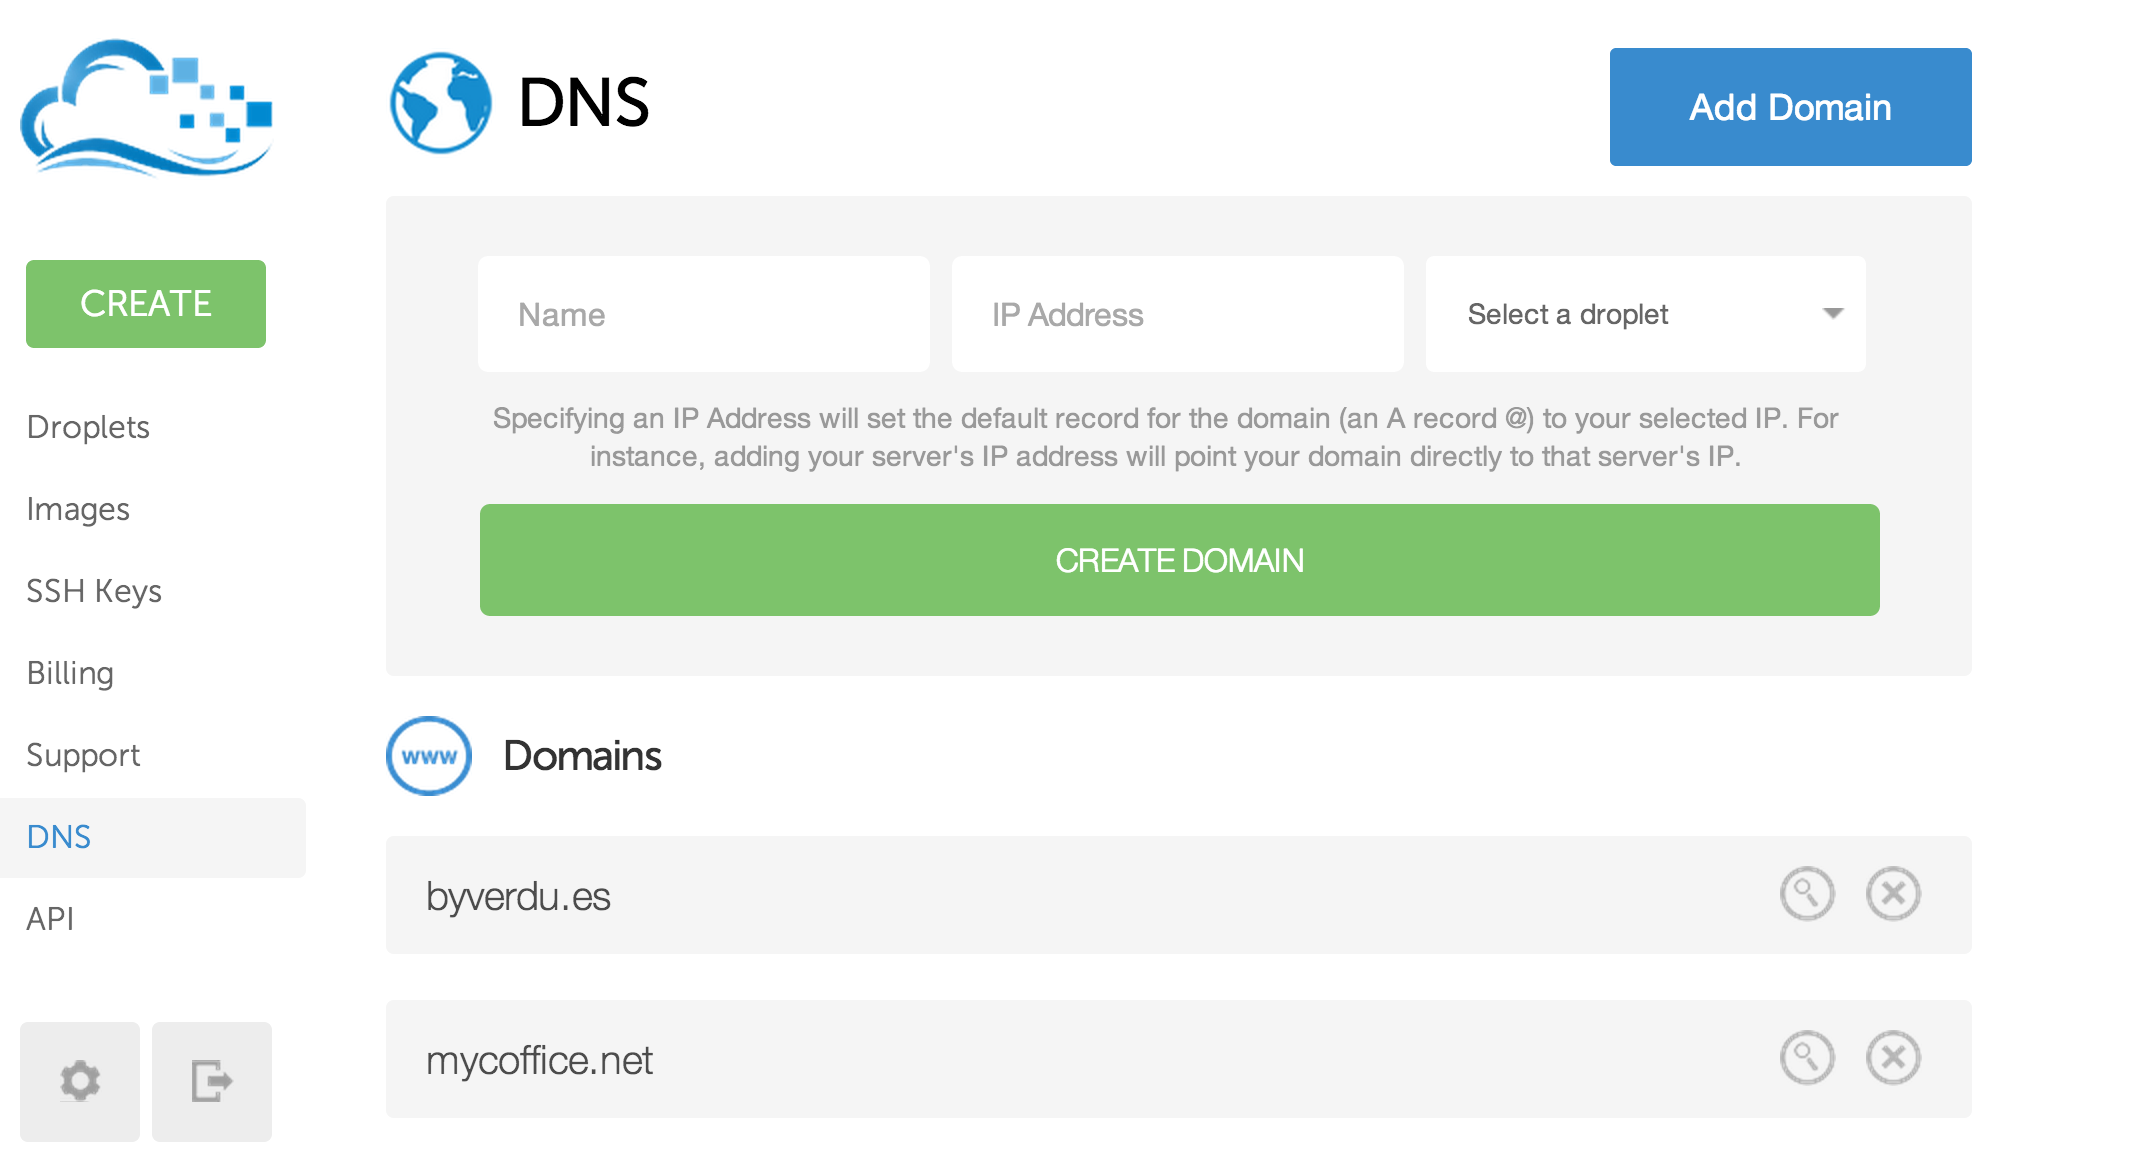 DNS
Add Domain
CREATE
Name
IP Address
Select a droplet
Specifying an IP Address will set the default record for the domain (an A record @) to your selected IP. For
instance, adding your server's IP address will point your domain directly to that server's IP.
CREATE DOMAIN
Droplets
Images
SSH Keys
Billing
Support
DNS
API
www
Domains
byverdu.es
mycoffice.net